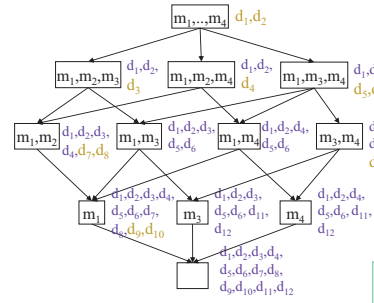 m₁,..,m₄
d₁,d₂
m₁,m₂,m₃
d₁,d₂,
d₃
m₁,m₂,m₄
d₁,d₂,
d₄
m₁,m₃,m₄
m₁,m₂
d₁,d₂,d₃,
d₄,d₇,d₈
m₁,m₃
d₁,d₂,d₃,
d₅,d₆
m₁,m₄
d₁,d₂,d₄,
d₅,d₆
m₃,m₄
m₁
d₁,d₂,d₃,d₄,
d₅,d₆,d₇,
d₈,d₉,d₁₀
m₃
d₁,d₂,d₃,
d₅,d₆,d₁₁,
d₁₂
m₄
d₁,d₂,d₄,
d₅,d₆,d₁₁,
d₁₂
d₁,d₂,d₃,d₄,
d₅,d₆,d₇,d₈,
d₉,d₁₀,d₁₁,d₁₂